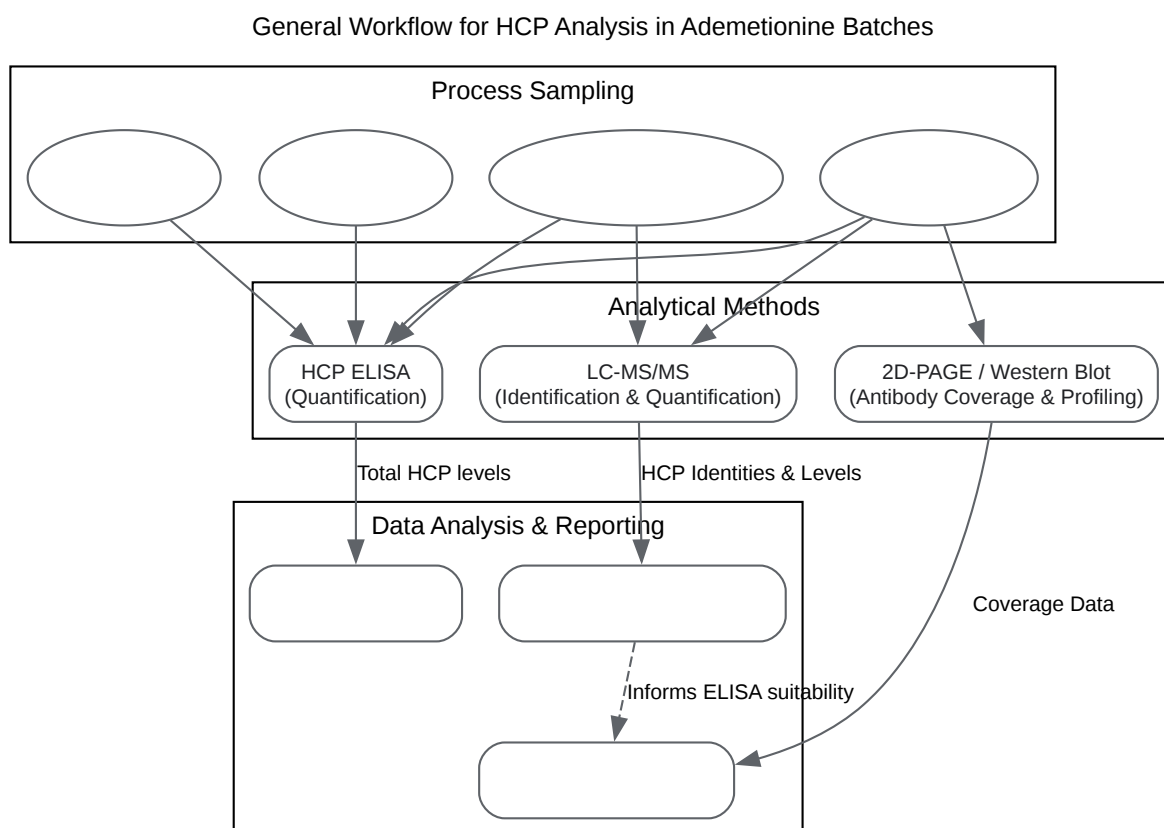 General Workflow for HCP Analysis in Ademetionine Batches
Process Sampling
Analytical Methods
HCP ELISA
(Quantification)
LC-MS/MS
(Identification & Quantification)
2D-PAGE / Western Blot
(Antibody Coverage & Profiling)
Total HCP levels
HCP Identities & Levels
Data Analysis & Reporting
Coverage Data
Informs ELISA suitability